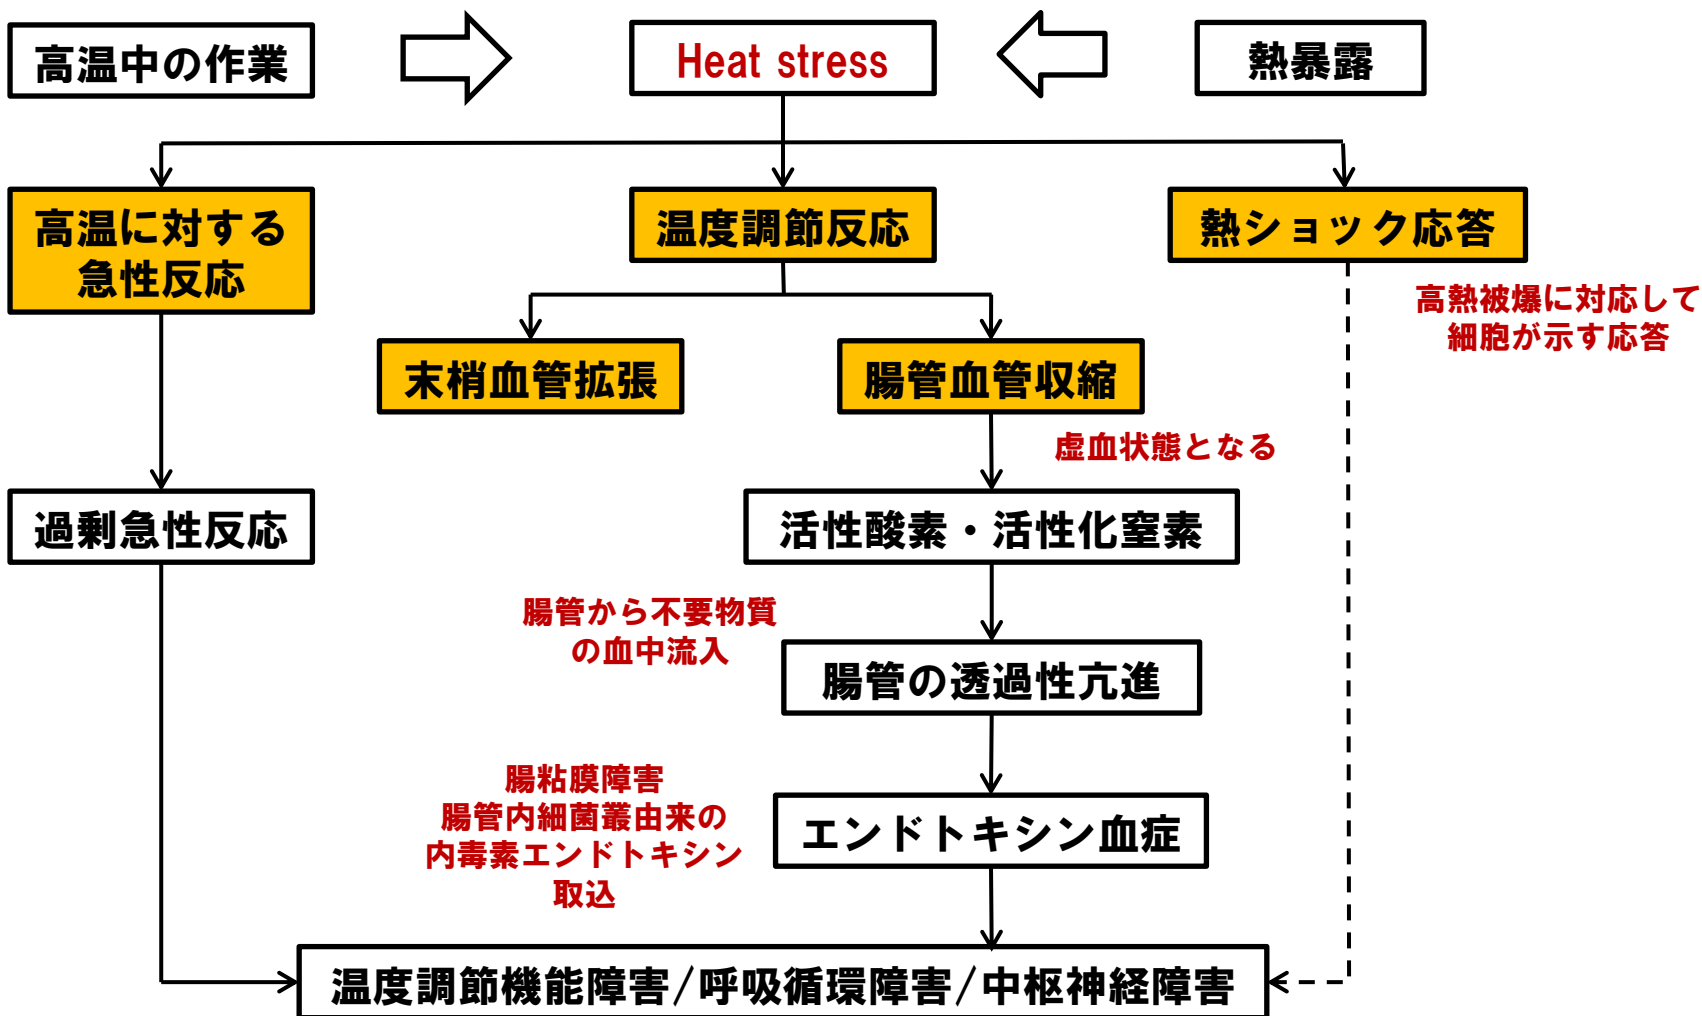 高温中の作業
Heat stress
熱暴露
高温に対する
急性反応
温度調節反応
熱ショック応答
高熱被爆に対応して
細胞が示す応答
末梢血管拡張
腸管血管収縮
虚血状態となる
過剰急性反応
活性酸素・活性化窒素
腸管から不要物質
の血中流入
腸管の透過性亢進
腸粘膜障害
腸管内細菌叢由来の
内毒素エンドトキシン
取込
エンドトキシン血症
温度調節機能障害/呼吸循環障害/中枢神経障害